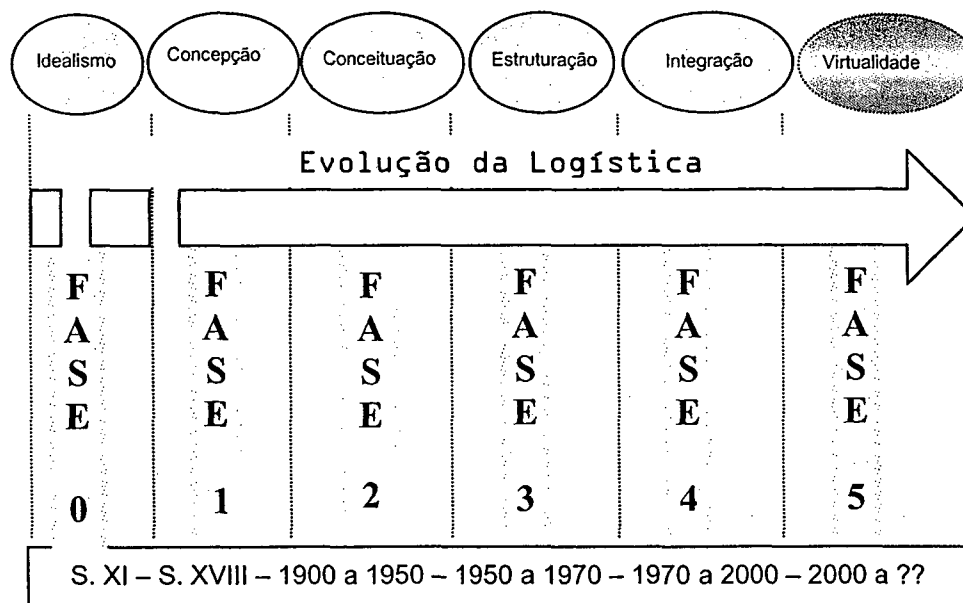 Idealismo Concepção Conceituação Estruturação Integração Virtualidade
Evolução da Logística
F F F F F F
A A A A A A
S S S S S S
E E E E E E
0 1 2 3 4 5
S. XI – S. XVIII – 1900 a 1950 – 1950 a 1970 – 1970 a 2000 – 2000 a ??